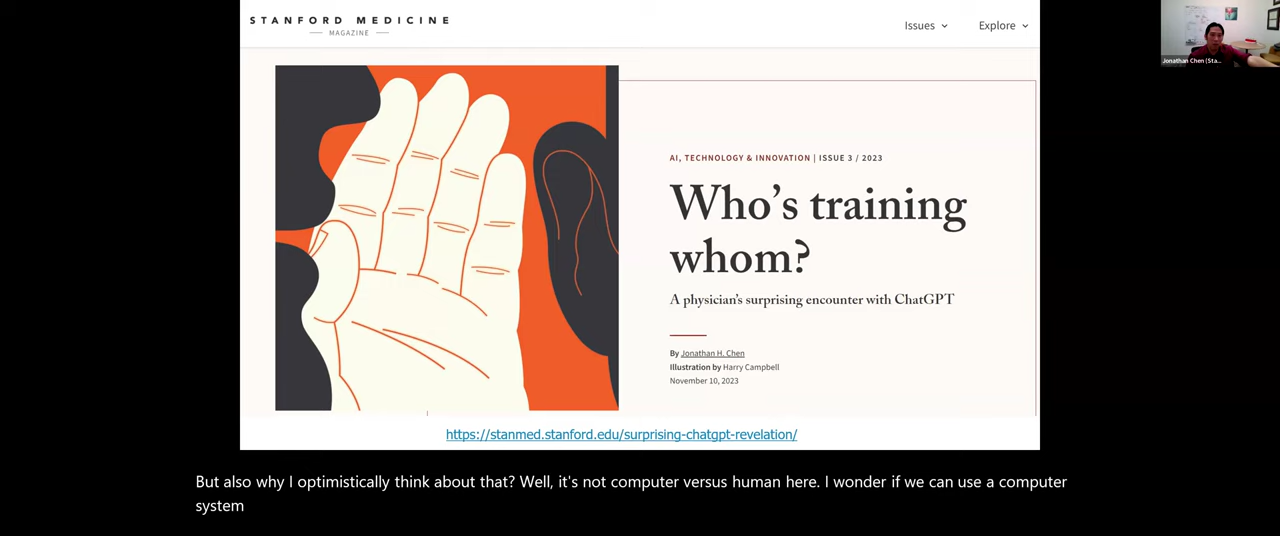 STANFORD MEDICINE
MAGAZINE
Issues
Explore
Jonathan Chen (Sta...
AI, TECHNOLOGY & INNOVATION | ISSUE 3 / 2023
Who's training
whom?
A physician's surprising encounter with ChatGPT
By Jonathan H. Chen
Illustration by Harry Campbell
November 10, 2023
https://stanmed.stanford.edu/surprising-chatgpt-revelation/
But also why I optimistically think about that? Well, it's not computer versus human here. I wonder if we can use a computer
system